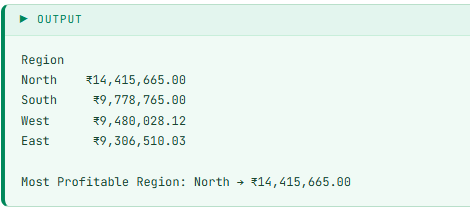 ► OUTPUT
Region
North    ₹14,415,665.00
South     ₹9,778,765.00
West      ₹9,480,028.12
East      ₹9,306,510.03
Most Profitable Region: North → ₹14,415,665.00